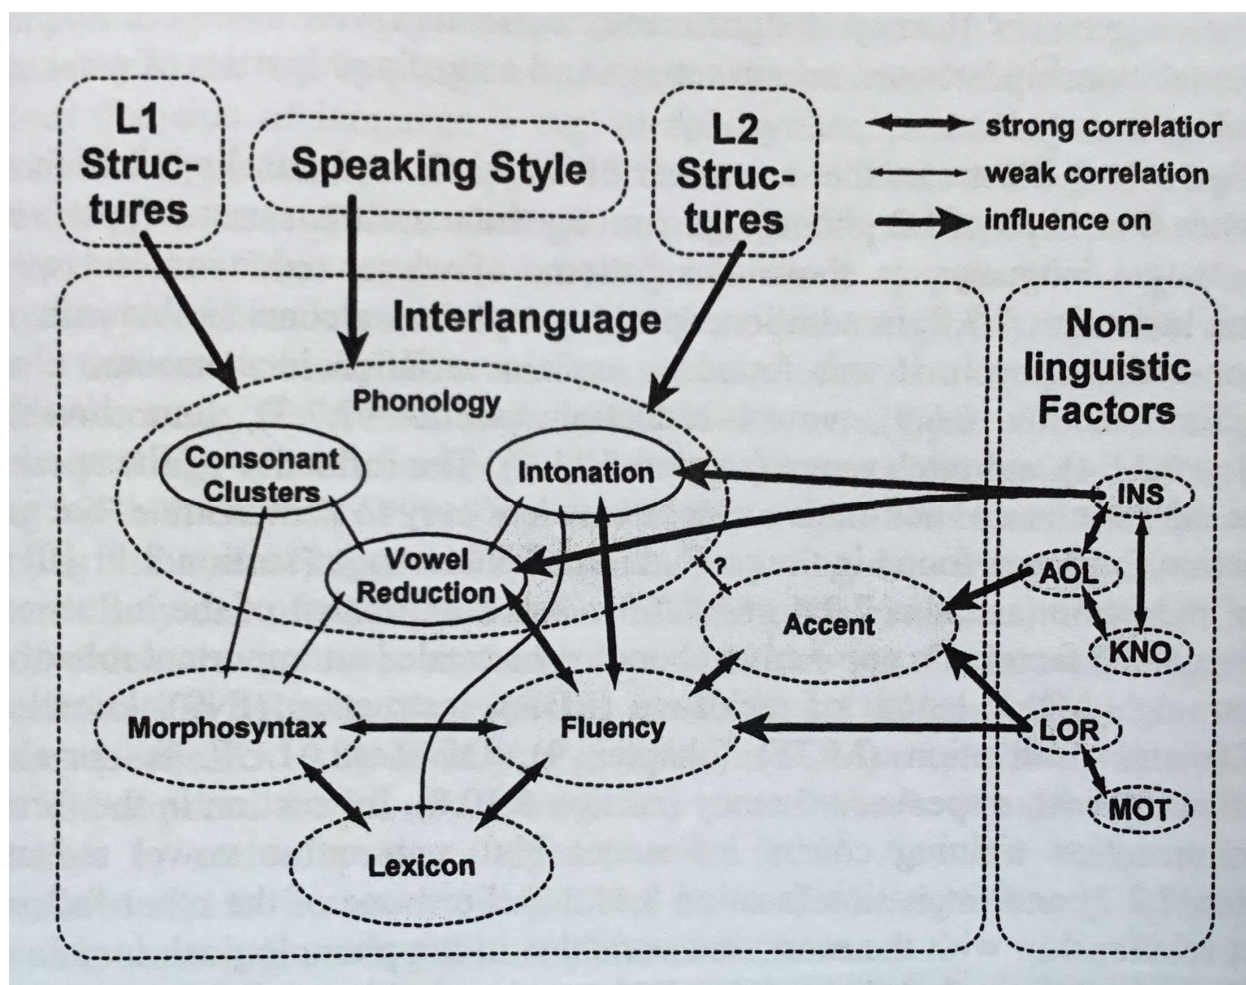 L1
Struc-
tures
Speaking Style
L2
Struc-
tures
strong correlation
weak correlation
influence on
Interlanguage
Non-
linguistic
Factors
Phonology
Consonant
Clusters
Intonation
INS
Vowel
Reduction
?
AOL
Accent
KNO
Morphosyntax
Fluency
LOR
MOT
Lexicon